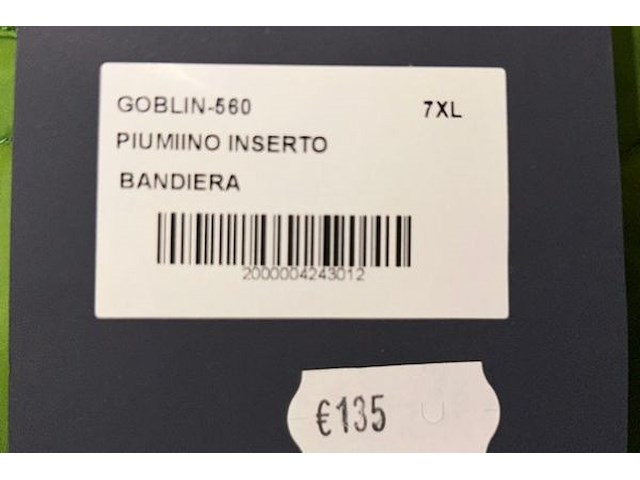 GOBLIN-560 7XL
PIUMIINO INSERTO
BANDIERA
2000004243012
€135